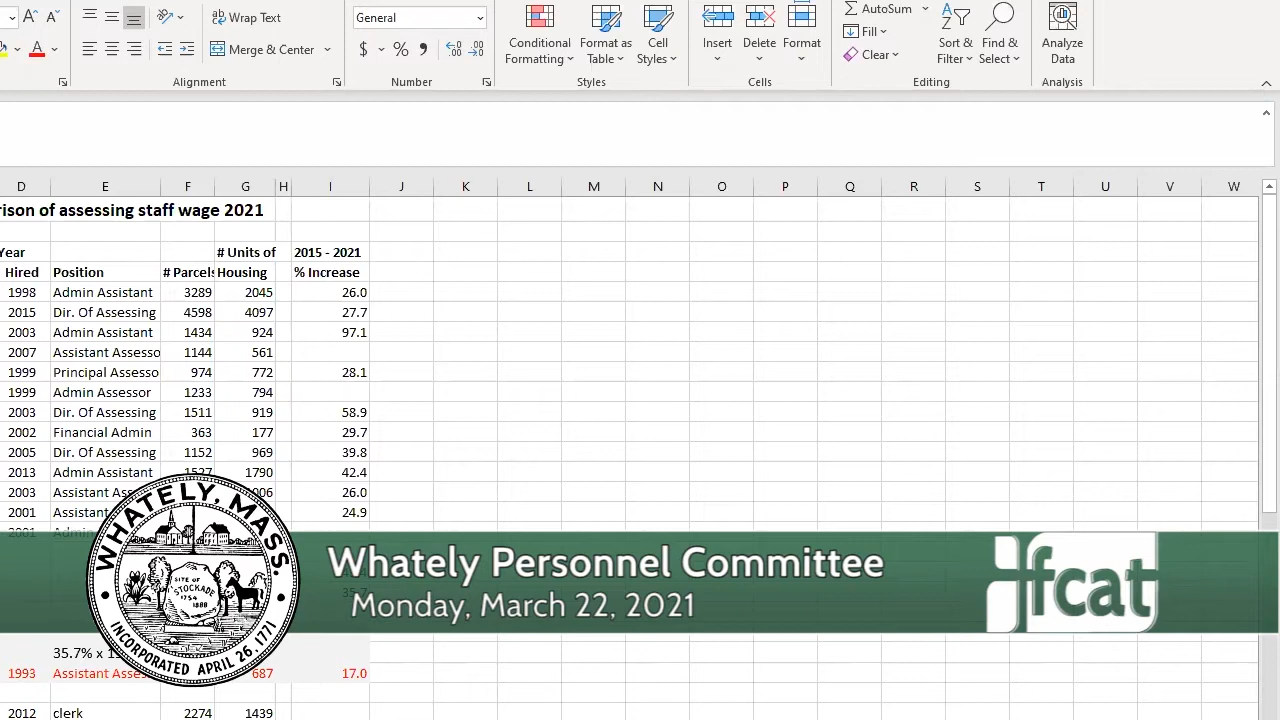 General
Wrap Text
AutoSum
Merge & Center
Conditional Formatting
Format as Table
Cell Styles
Insert
Delete
Format
Fill
Clear
Sort & Filter
Find & Select
Analyze Data
Alignment
Number
Styles
Cells
Editing
Analysis
D E F G H I J K L M N O P Q R S T U V W
rison of assessing staff wage 2021
Year # Units of 2015 - 2021
Hired Position # Parcels Housing % Increase
1998 Admin Assistant 3289 2045 26.0
2015 Dir. Of Assessing 4598 4097 27.7
2003 Admin Assistant 1434 924 97.1
2007 Assistant Assesso 1144 561
1999 Principal Assesso 974 772 28.1
1999 Admin Assessor 1233 794
2003 Dir. Of Assessing 1511 919 58.9
2002 Financial Admin 363 177 29.7
2005 Dir. Of Assessing 1152 969 39.8
2013 Admin Assistant 1527 1790 42.4
2003 Assistant 26.0
2001 Assistant 24.9
2001
WHATELY, MASS.
SITE OF
STOCKADE
1754
1888
INCORPORATED APRIL 26, 1771
Whately Personnel Committee
Monday, March 22, 2021
fcat
35.7% x
1993 Assistant 687 17.0
2012 clerk 2274 1439